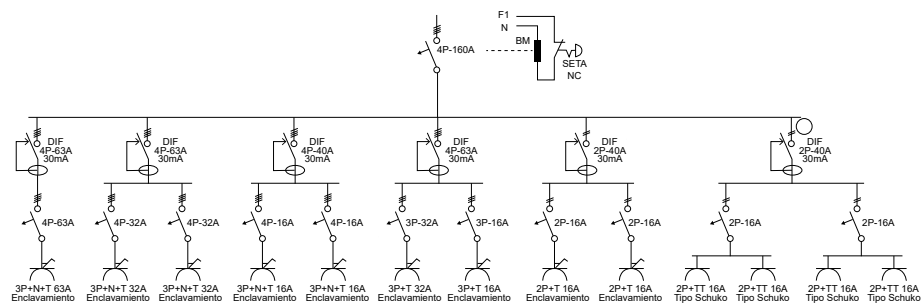 F1
N
BM
4P-160A
SETA
NC
DIF
4P-63A
30mA
DIF
4P-63A
30mA
DIF
4P-40A
30mA
DIF
4P-63A
30mA
DIF
2P-40A
30mA
DIF
2P-40A
30mA
4P-63A
4P-32A
4P-32A
4P-16A
4P-16A
3P-32A
3P-16A
2P-16A
2P-16A
2P-16A
2P-16A
3P+N+T 63A
Enclavamiento
3P+N+T 32A
Enclavamiento
3P+N+T 32A
Enclavamiento
3P+N+T 16A
Enclavamiento
3P+N+T 16A
Enclavamiento
3P+T 32A
Enclavamiento
3P+T 16A
Enclavamiento
2P+T 16A
Enclavamiento
2P+T 16A
Enclavamiento
2P+TT 16A
Tipo Schuko
2P+TT 16A
Tipo Schuko
2P+TT 16A
Tipo Schuko
2P+TT 16A
Tipo Schuko